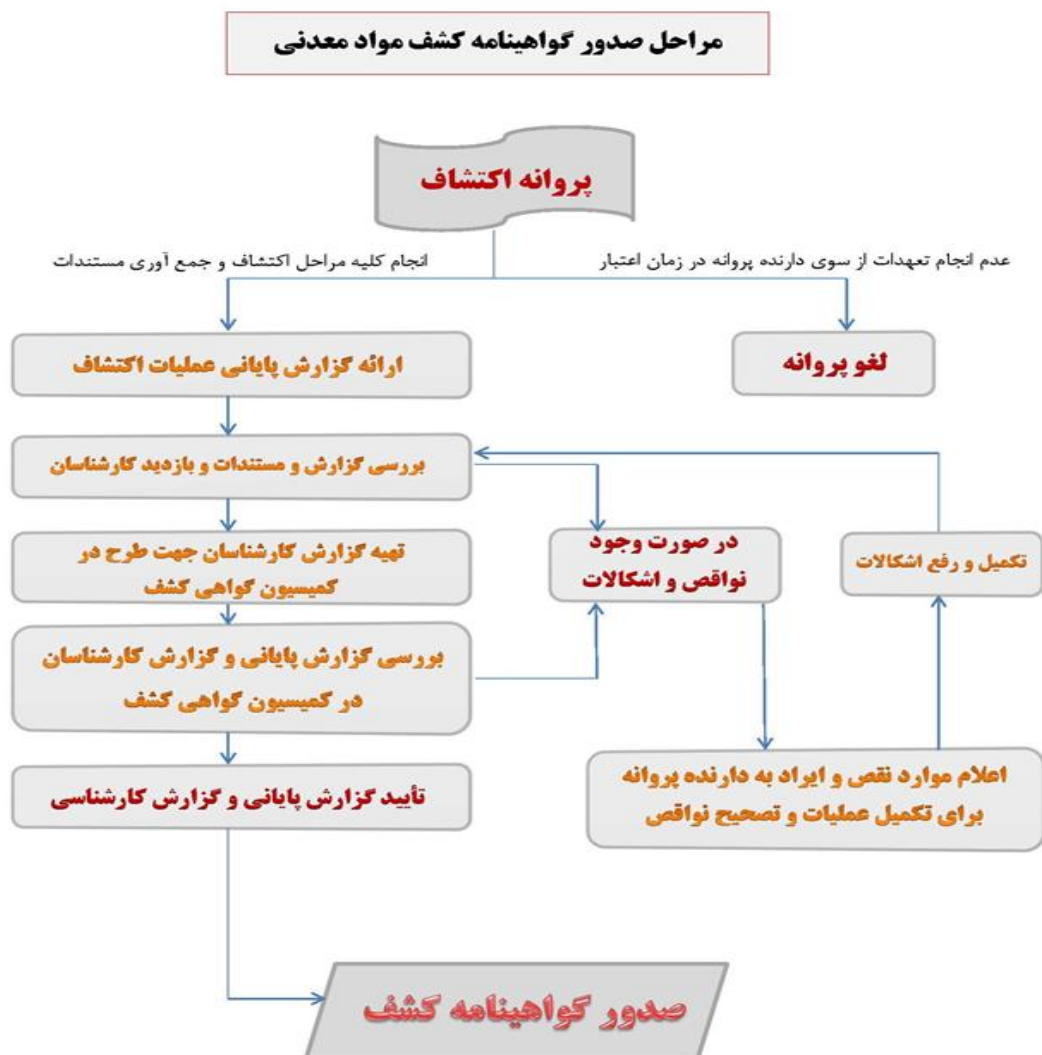 مراحل صدور گواهینامه کشف مواد معدنی
پروانه اکتشاف
عدم انجام تعهدات از سوی دارنده پروانه در زمان اعتبار
انجام کلیه مراحل اکتشاف و جمع آوری مستندات
لغو پروانه
ارائه گزارش پایانی عملیات اکتشاف
بررسی گزارش و مستندات و بازدید کارشناسان
تهیه گزارش کارشناسان جهت طرح در
کمیسیون گواهی کشف
در صورت وجود
نواقص و اشکالات
تکمیل و رفع اشکالات
بررسی گزارش پایانی و گزارش کارشناسان
در کمیسیون گواهی کشف
اعلام موارد نقص و ایراد به دارنده پروانه
برای تکمیل عملیات و تصحیح نواقص
تأیید گزارش پایانی و گزارش کارشناسی
صدور گواهینامه کشف